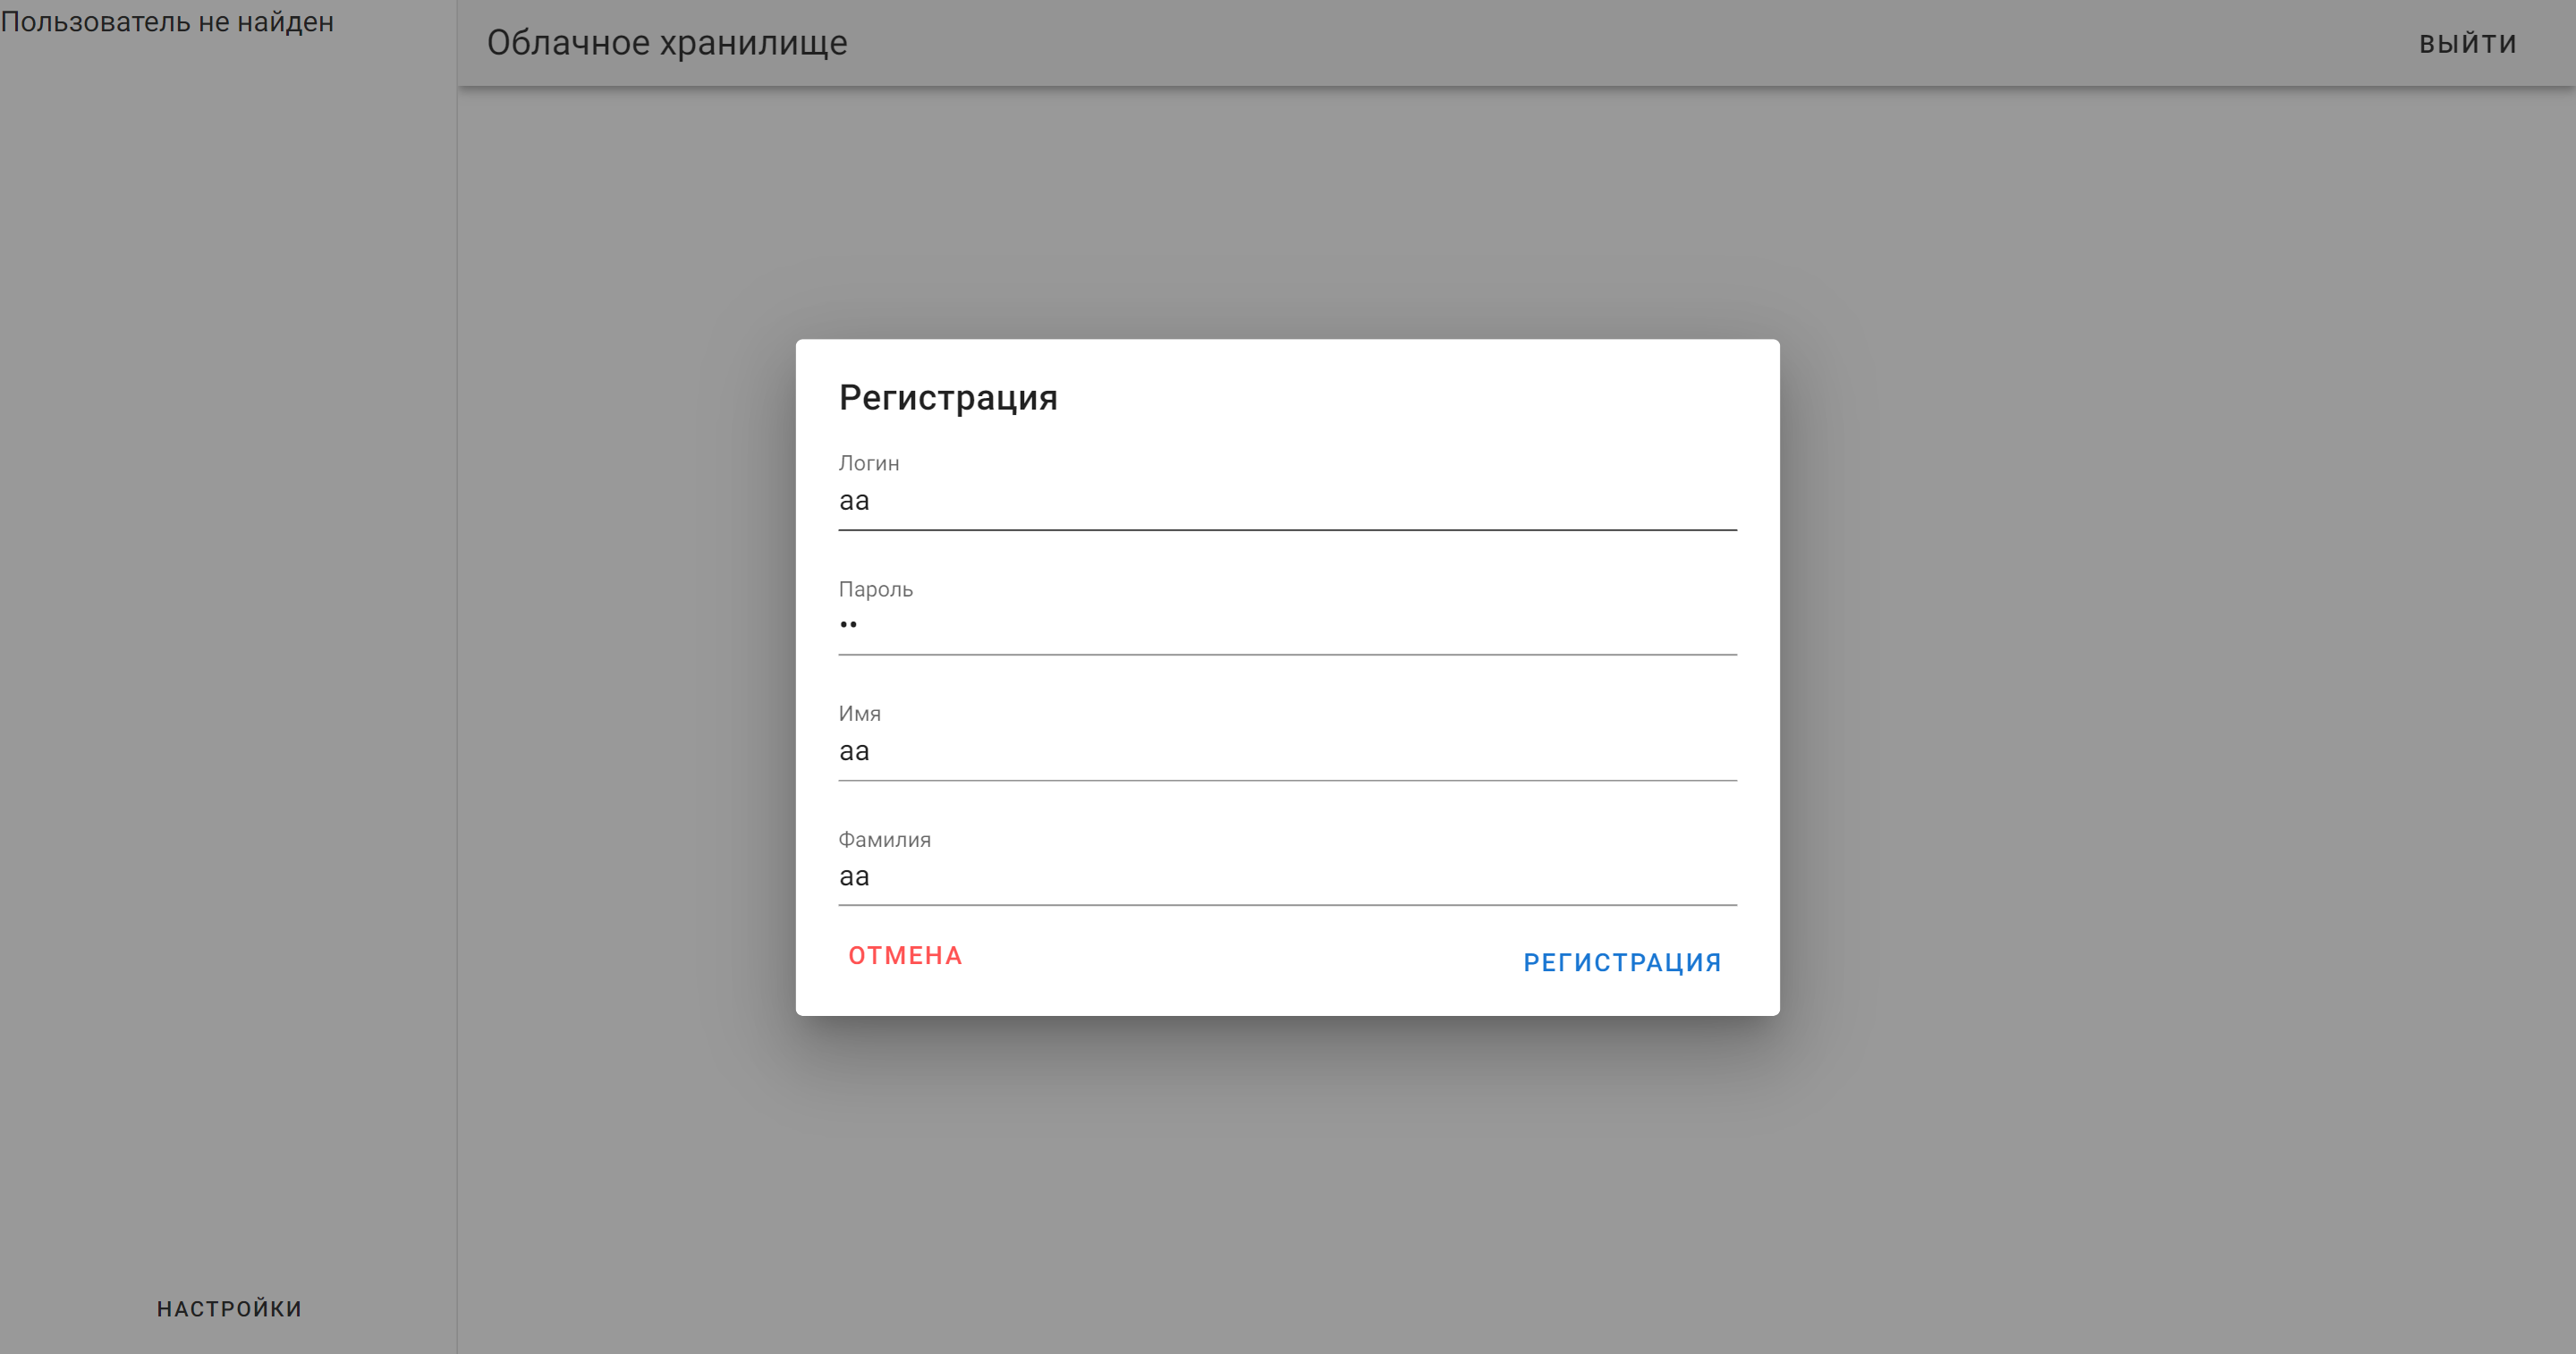 Пользователь не найден
Облачное хранилище
ВЫЙТИ
Регистрация
Логин
aa
Пароль
••
Имя
aa
Фамилия
aa
ОТМЕНА
РЕГИСТРАЦИЯ
НАСТРОЙКИ